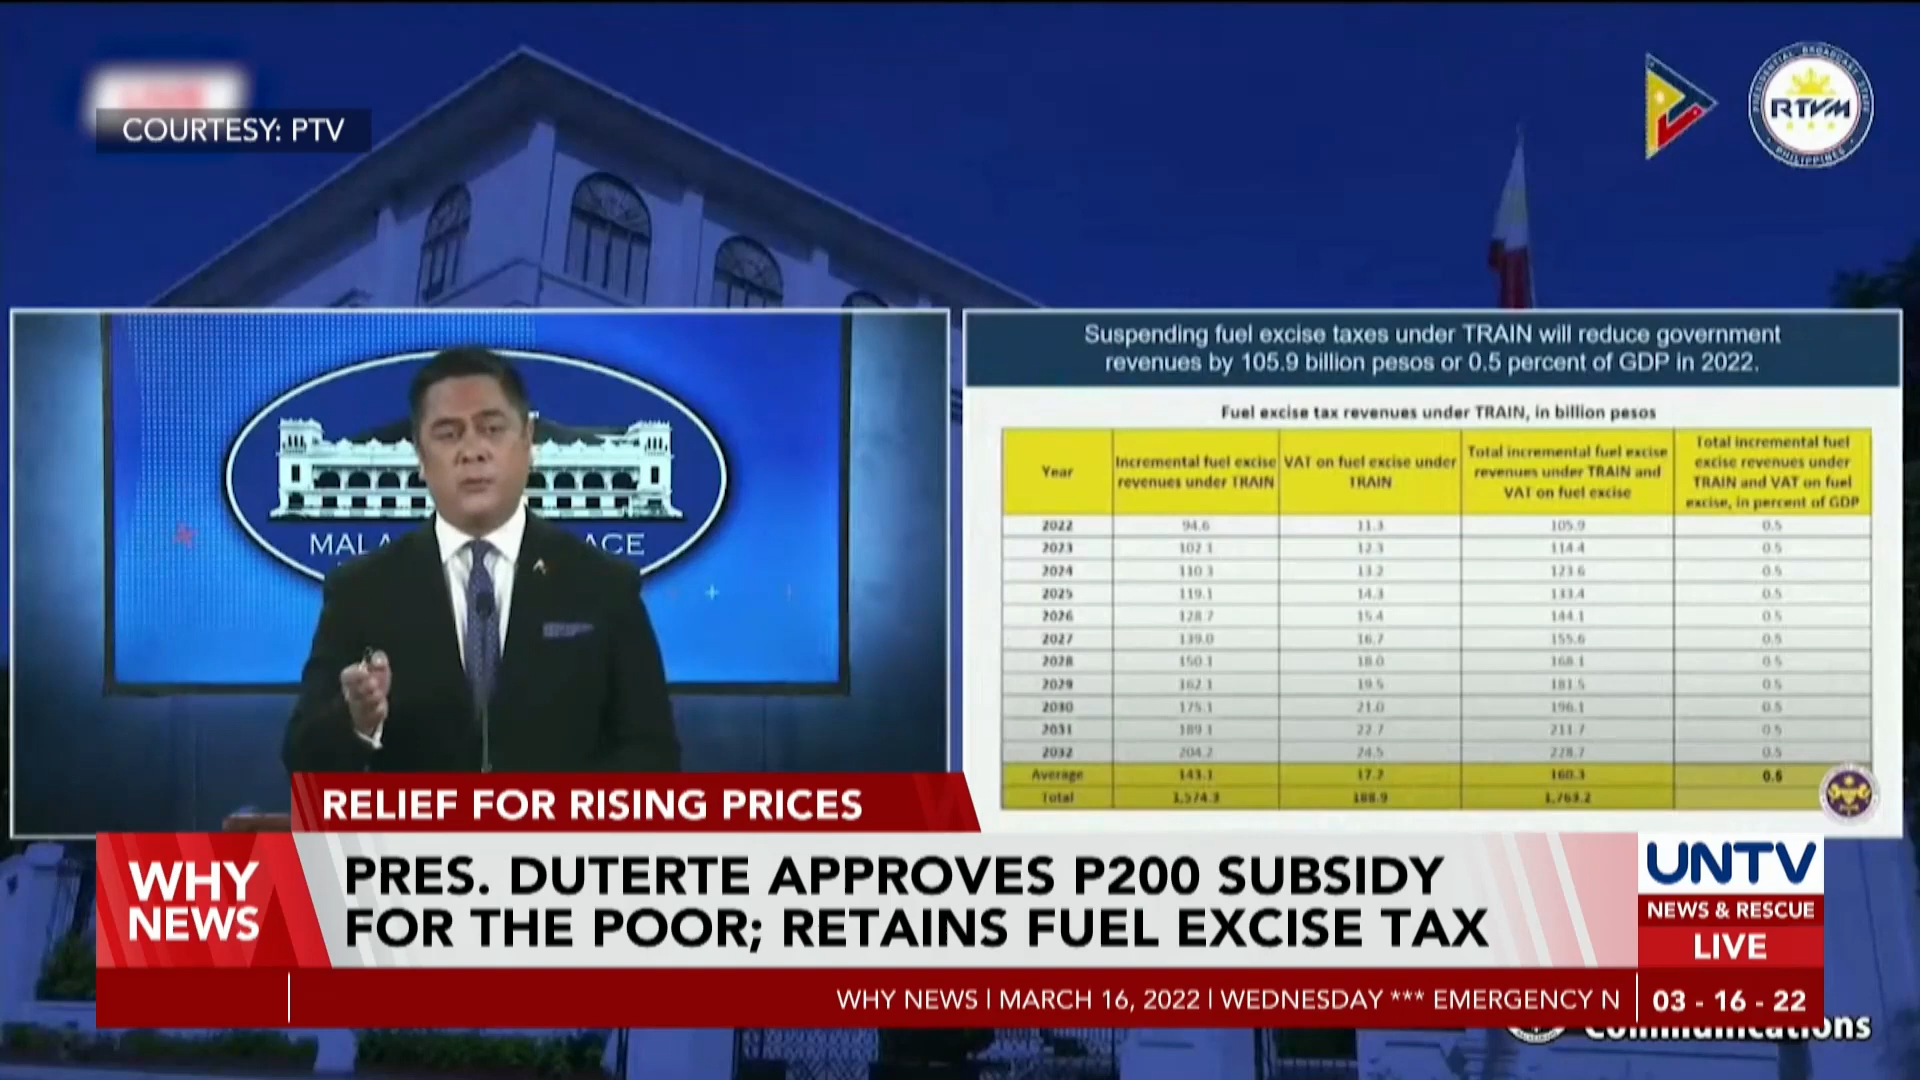 COURTESY: PTV
PRESIDENTIAL BROADCAST STAFF
RTVM
PHILIPPINES
MALA ACE
Suspending fuel excise taxes under TRAIN will reduce government
revenues by 105.9 billion pesos or 0.5 percent of GDP in 2022.
Fuel excise tax revenues under TRAIN, in billion pesos
Year | Incremental fuel excise revenues under TRAIN | VAT on fuel excise under TRAIN | Total incremental fuel excise revenues under TRAIN and VAT on fuel excise | Total incremental fuel excise revenues under TRAIN and VAT on fuel excise, in percent of GDP
2022 94.6 11.3 105.9 0.5
2023 102.1 12.3 114.4 0.5
2024 110.3 13.2 123.6 0.5
2025 119.1 14.3 133.4 0.5
2026 128.7 15.4 144.1 0.5
2027 139.0 16.7 155.6 0.5
2028 150.1 18.0 168.1 0.5
2029 162.1 19.5 181.5 0.5
2030 175.1 21.0 196.1 0.5
2031 189.1 22.7 211.7 0.5
2032 204.2 24.5 228.7 0.5
Average 143.1 17.2 160.3 0.5
Total 1,574.3 188.9 1,763.2
RELIEF FOR RISING PRICES
WHY
NEWS
PRES. DUTERTE APPROVES P200 SUBSIDY
FOR THE POOR; RETAINS FUEL EXCISE TAX
UNTV
NEWS & RESCUE
LIVE
WHY NEWS | MARCH 16, 2022 | WEDNESDAY *** EMERGENCY N
03 - 16 - 22
Communications